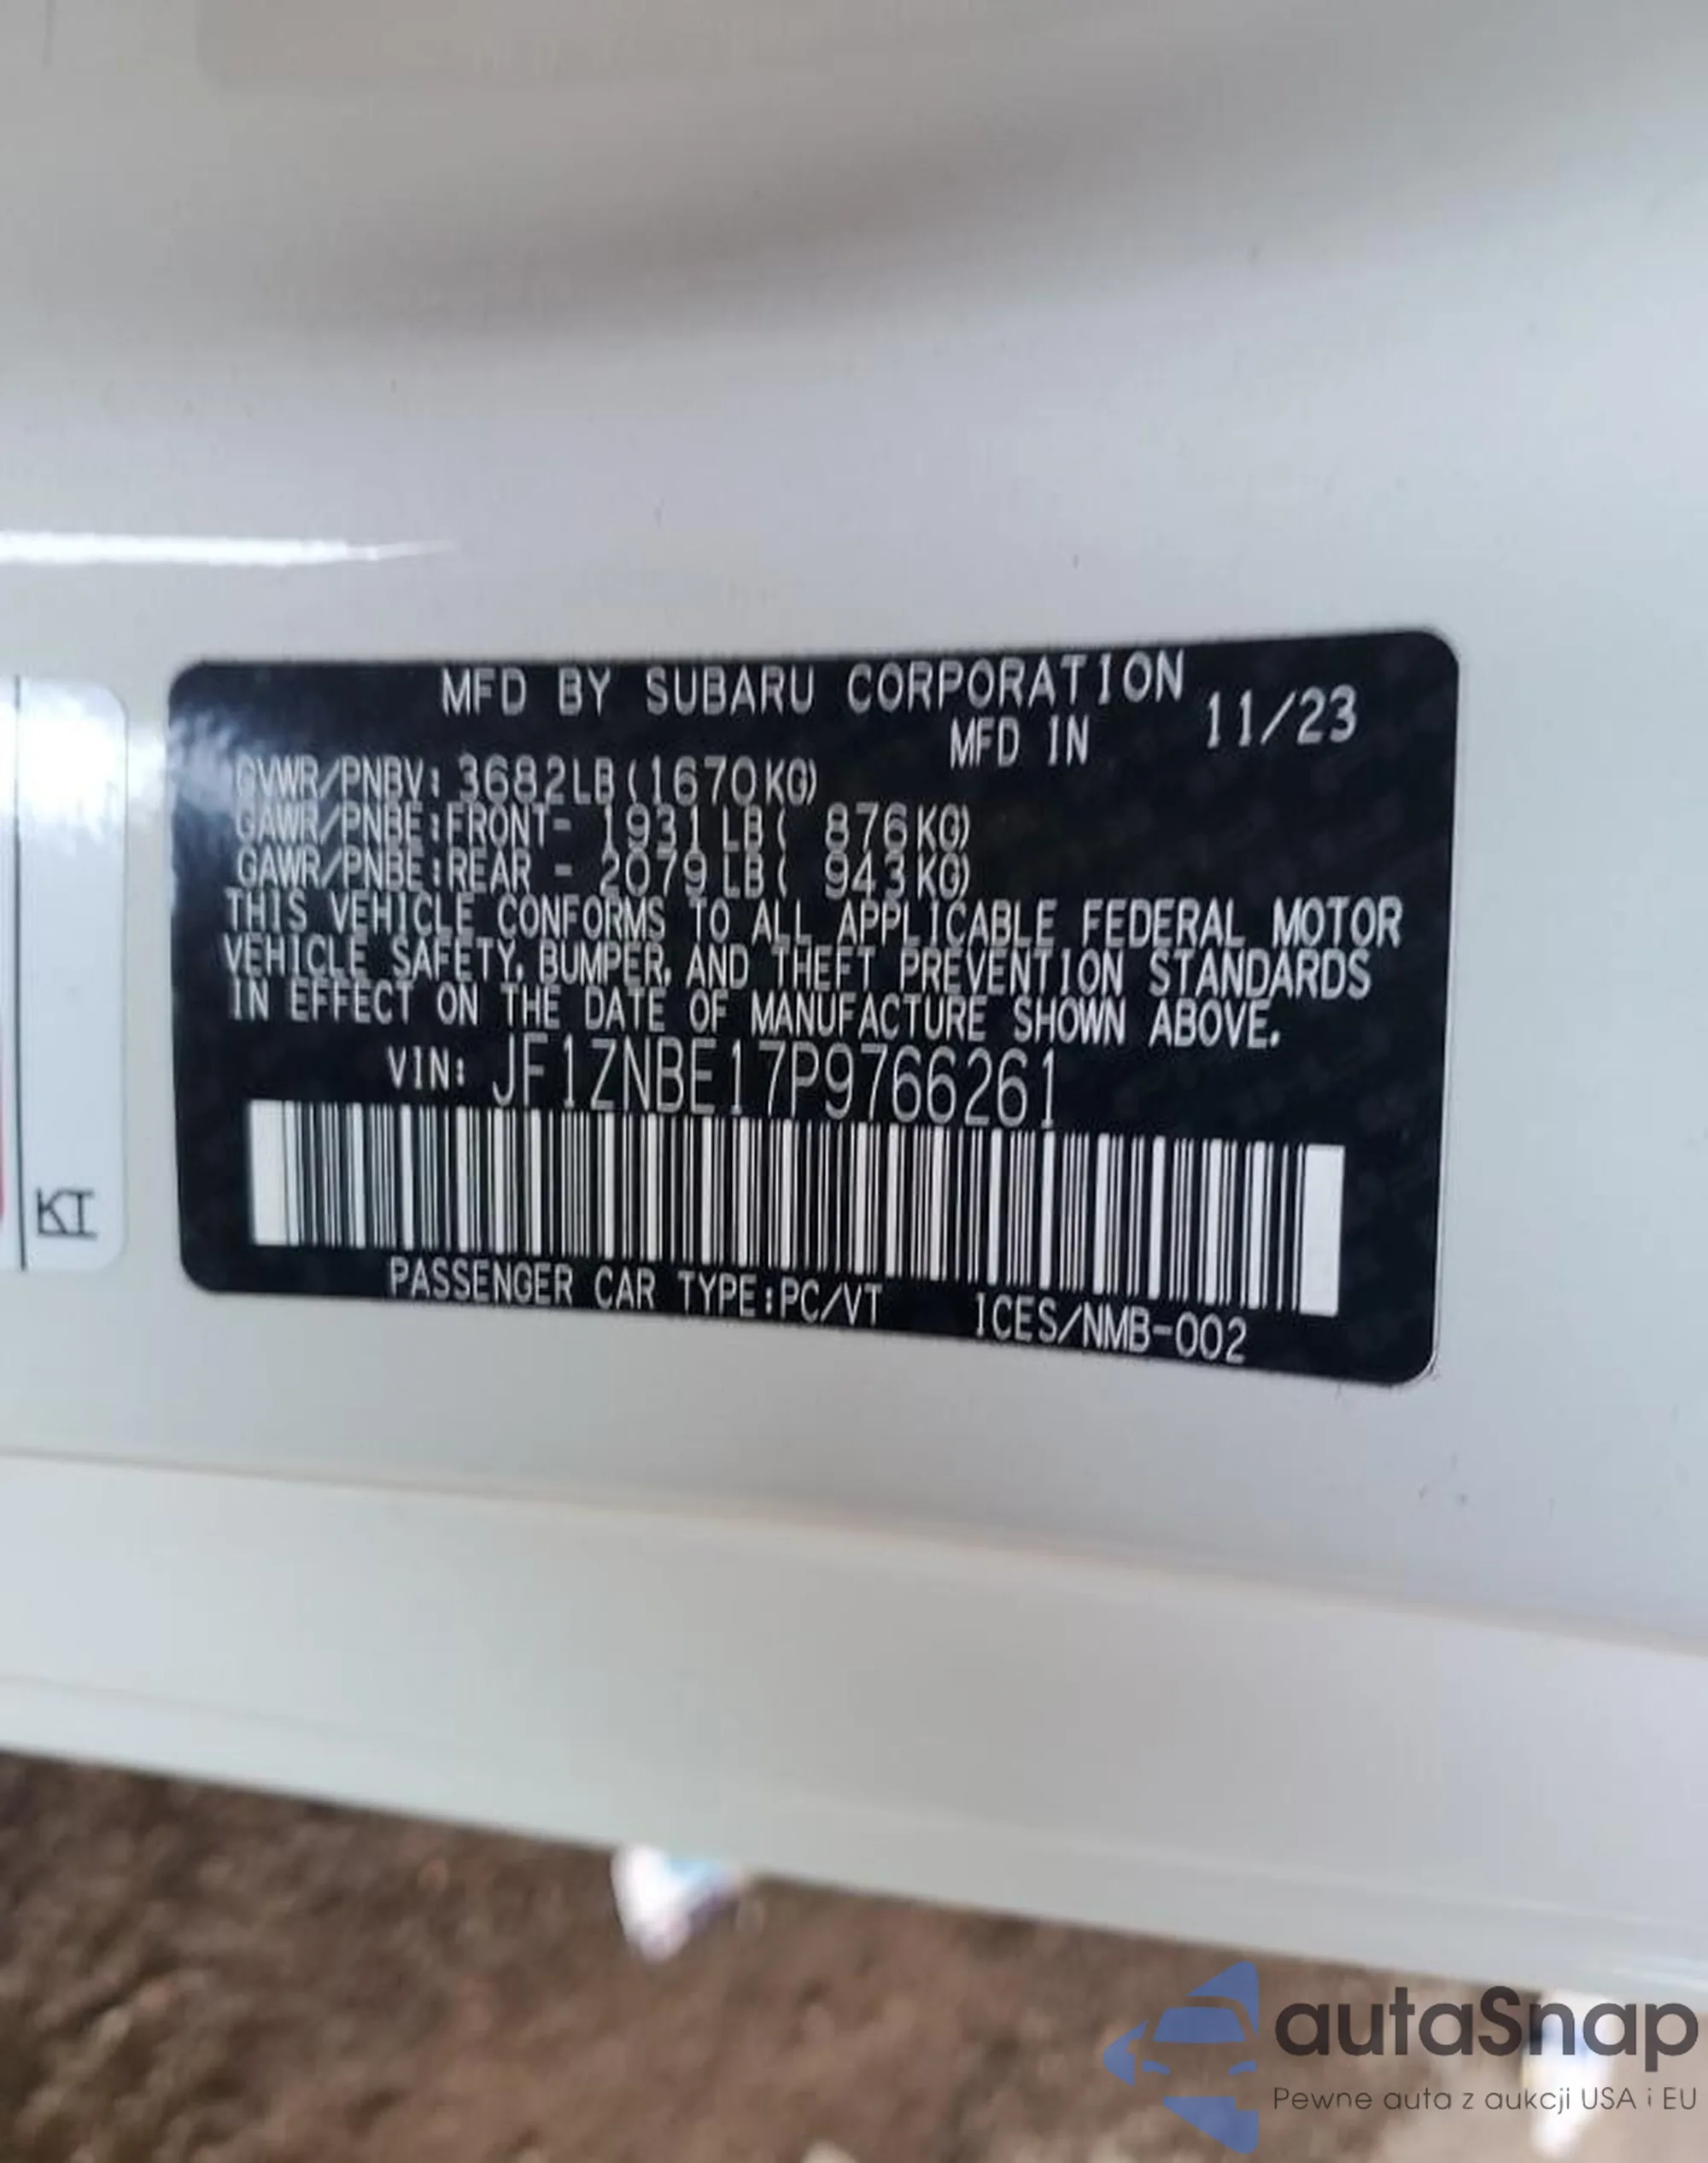 MFD BY SUBARU CORPORATION
MFD IN 11/23
GVWR/PNBV: 3682LB(1670KG)
GAWR/PNBE:FRONT- 1931LB( 876KG)
GAWR/PNBE:REAR - 2079LB( 943KG)
THIS VEHICLE CONFORMS TO ALL APPLICABLE FEDERAL MOTOR
VEHICLE SAFETY, BUMPER, AND THEFT PREVENTION STANDARDS
IN EFFECT ON THE DATE OF MANUFACTURE SHOWN ABOVE.
VIN: JF1ZNBE17P9766261
PASSENGER CAR TYPE:PC/VT ICES/NMB-002
KI
autaSnap
Pewne auta z aukcji USA i EU